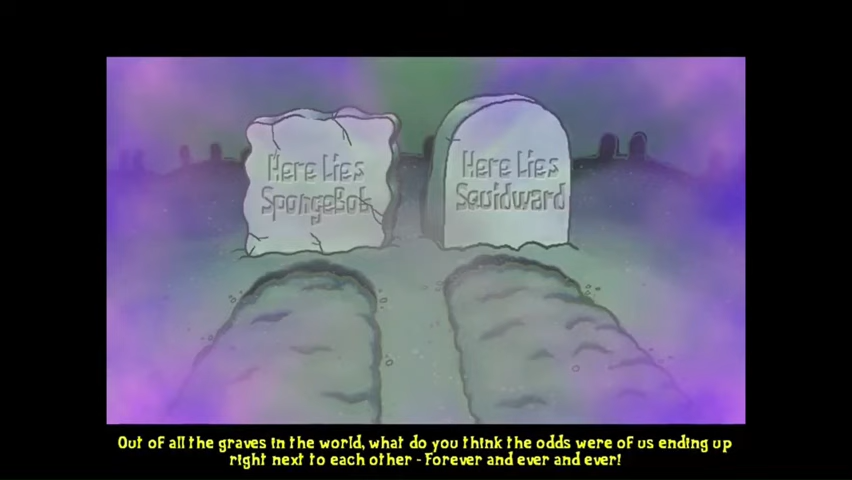 Here Lies
SpongeBob
Here Lies
Squidward
Out of all the graves in the world, what do you think the odds were of us ending up
right next to each other - Forever and ever and ever!